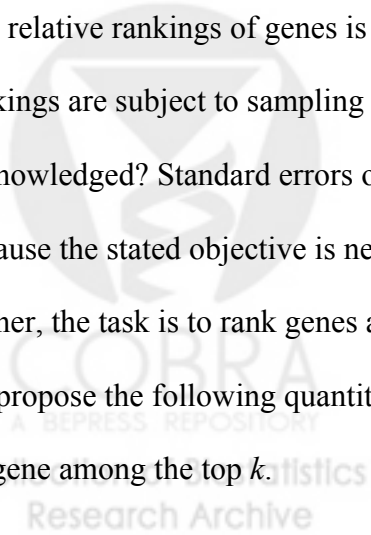 relative rankings of genes is
kings are subject to sampling
nowledged? Standard errors o
ause the stated objective is ne
ner, the task is to rank genes a
COBRA
propose the following quantit
A BEPRESS REPOSITORY
gene among the top k.
tistics
Research Archive